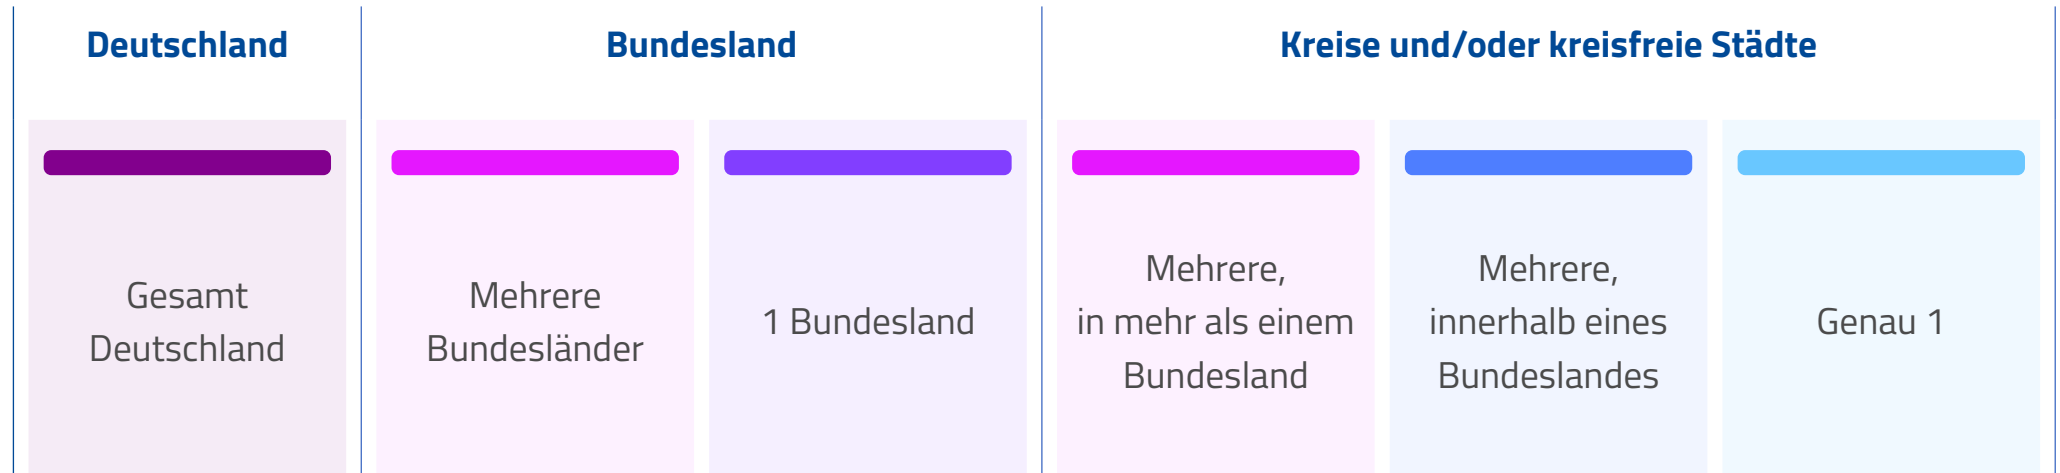 Deutschland
Bundesland
Kreise und/oder kreisfreie Städte
Gesamt
Deutschland
Mehrere
Bundesländer
1 Bundesland
Mehrere,
in mehr als einem
Bundesland
Mehrere,
innerhalb eines
Bundeslandes
Genau 1